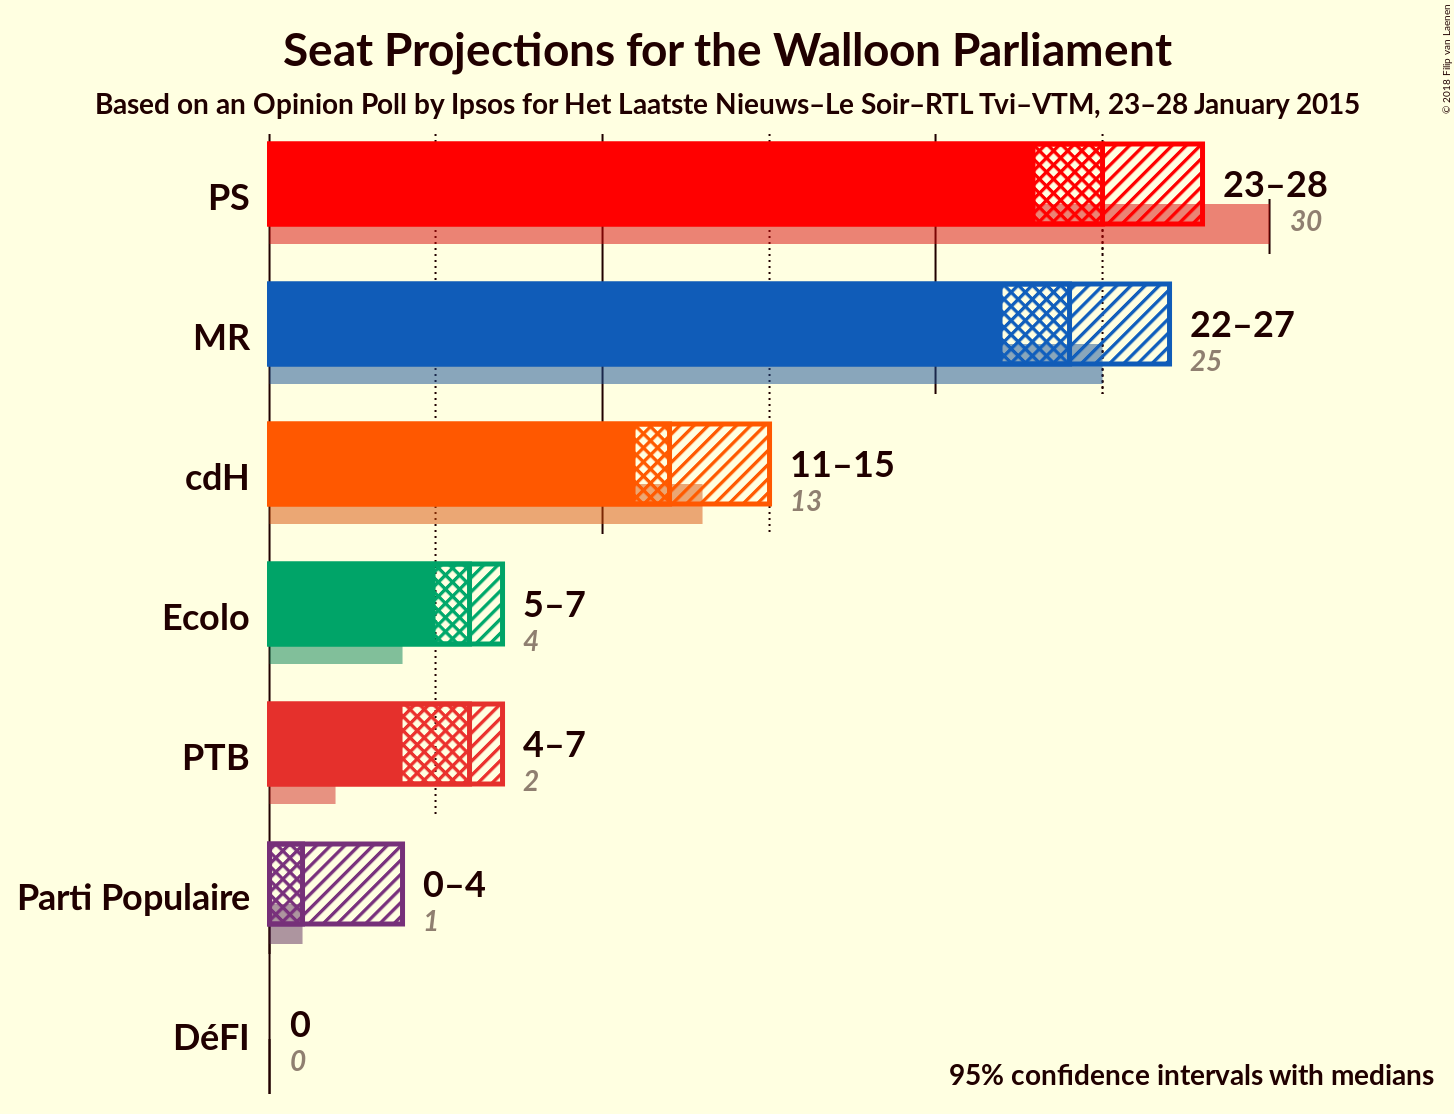 Seat Projections for the Walloon Parliament
Based on an Opinion Poll by Ipsos for Het Laatste Nieuws–Le Soir–RTL Tvi–VTM, 23–28 January 2015
© 2018 Filip van Laenen
PS
23–28
30
MR
22–27
25
cdH
11–15
13
Ecolo
5–7
4
PTB
4–7
2
Parti Populaire
0–4
1
DéFI
0
0
95% confidence intervals with medians